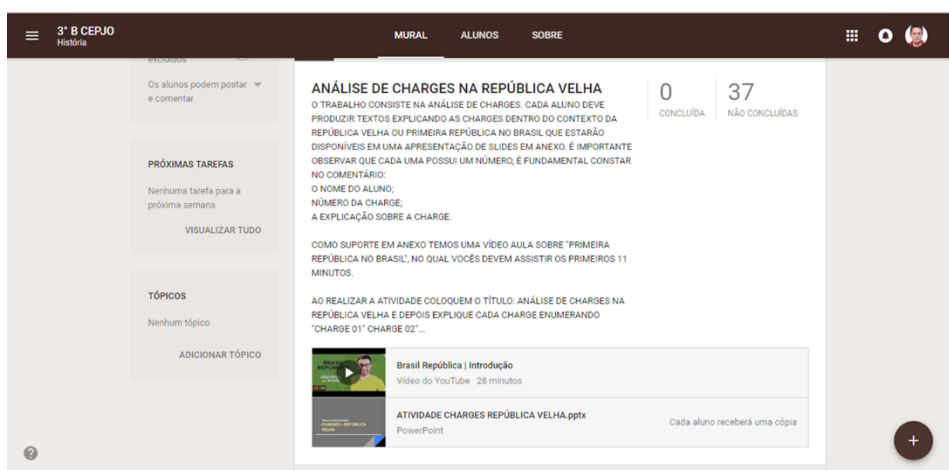 3° B CEPJO
História
MURAL
ALUNOS
SOBRE
excluídos
Os alunos podem postar
e comentar
PRÓXIMAS TAREFAS
Nenhuma tarefa para a
próxima semana
VISUALIZAR TUDO
TÓPICOS
Nenhum tópico
ADICIONAR TÓPICO
ANÁLISE DE CHARGES NA REPÚBLICA VELHA
O TRABALHO CONSISTE NA ANÁLISE DE CHARGES. CADA ALUNO DEVE
PRODUZIR TEXTOS EXPLICANDO AS CHARGES DENTRO DO CONTEXTO DA
REPÚBLICA VELHA OU PRIMEIRA REPÚBLICA NO BRASIL QUE ESTARÃO
DISPONÍVEIS EM UMA APRESENTAÇÃO DE SLIDES EM ANEXO. É IMPORTANTE
OBSERVAR QUE CADA UMA POSSUI UM NÚMERO, É FUNDAMENTAL CONSTAR
NO COMENTÁRIO:
O NOME DO ALUNO;
NÚMERO DA CHARGE;
A EXPLICAÇÃO SOBRE A CHARGE.
COMO SUPORTE EM ANEXO TEMOS UMA VÍDEO AULA SOBRE "PRIMEIRA
REPÚBLICA NO BRASIL", NO QUAL VOCÊS DEVEM ASSISTIR OS PRIMEIROS 11
MINUTOS.
AO REALIZAR A ATIVIDADE COLOQUEM O TÍTULO: ANÁLISE DE CHARGES NA
REPÚBLICA VELHA E DEPOIS EXPLIQUE CADA CHARGE ENUMERANDO
"CHARGE 01" CHARGE 02"...
0
CONCLUÍDA
37
NÃO CONCLUÍDAS
Brasil República | Introdução
Vídeo do YouTube 28 minutos
CHARGES - REPÚBLICA
VELHA
ATIVIDADE CHARGES REPÚBLICA VELHA.pptx
PowerPoint
Cada aluno receberá uma cópia